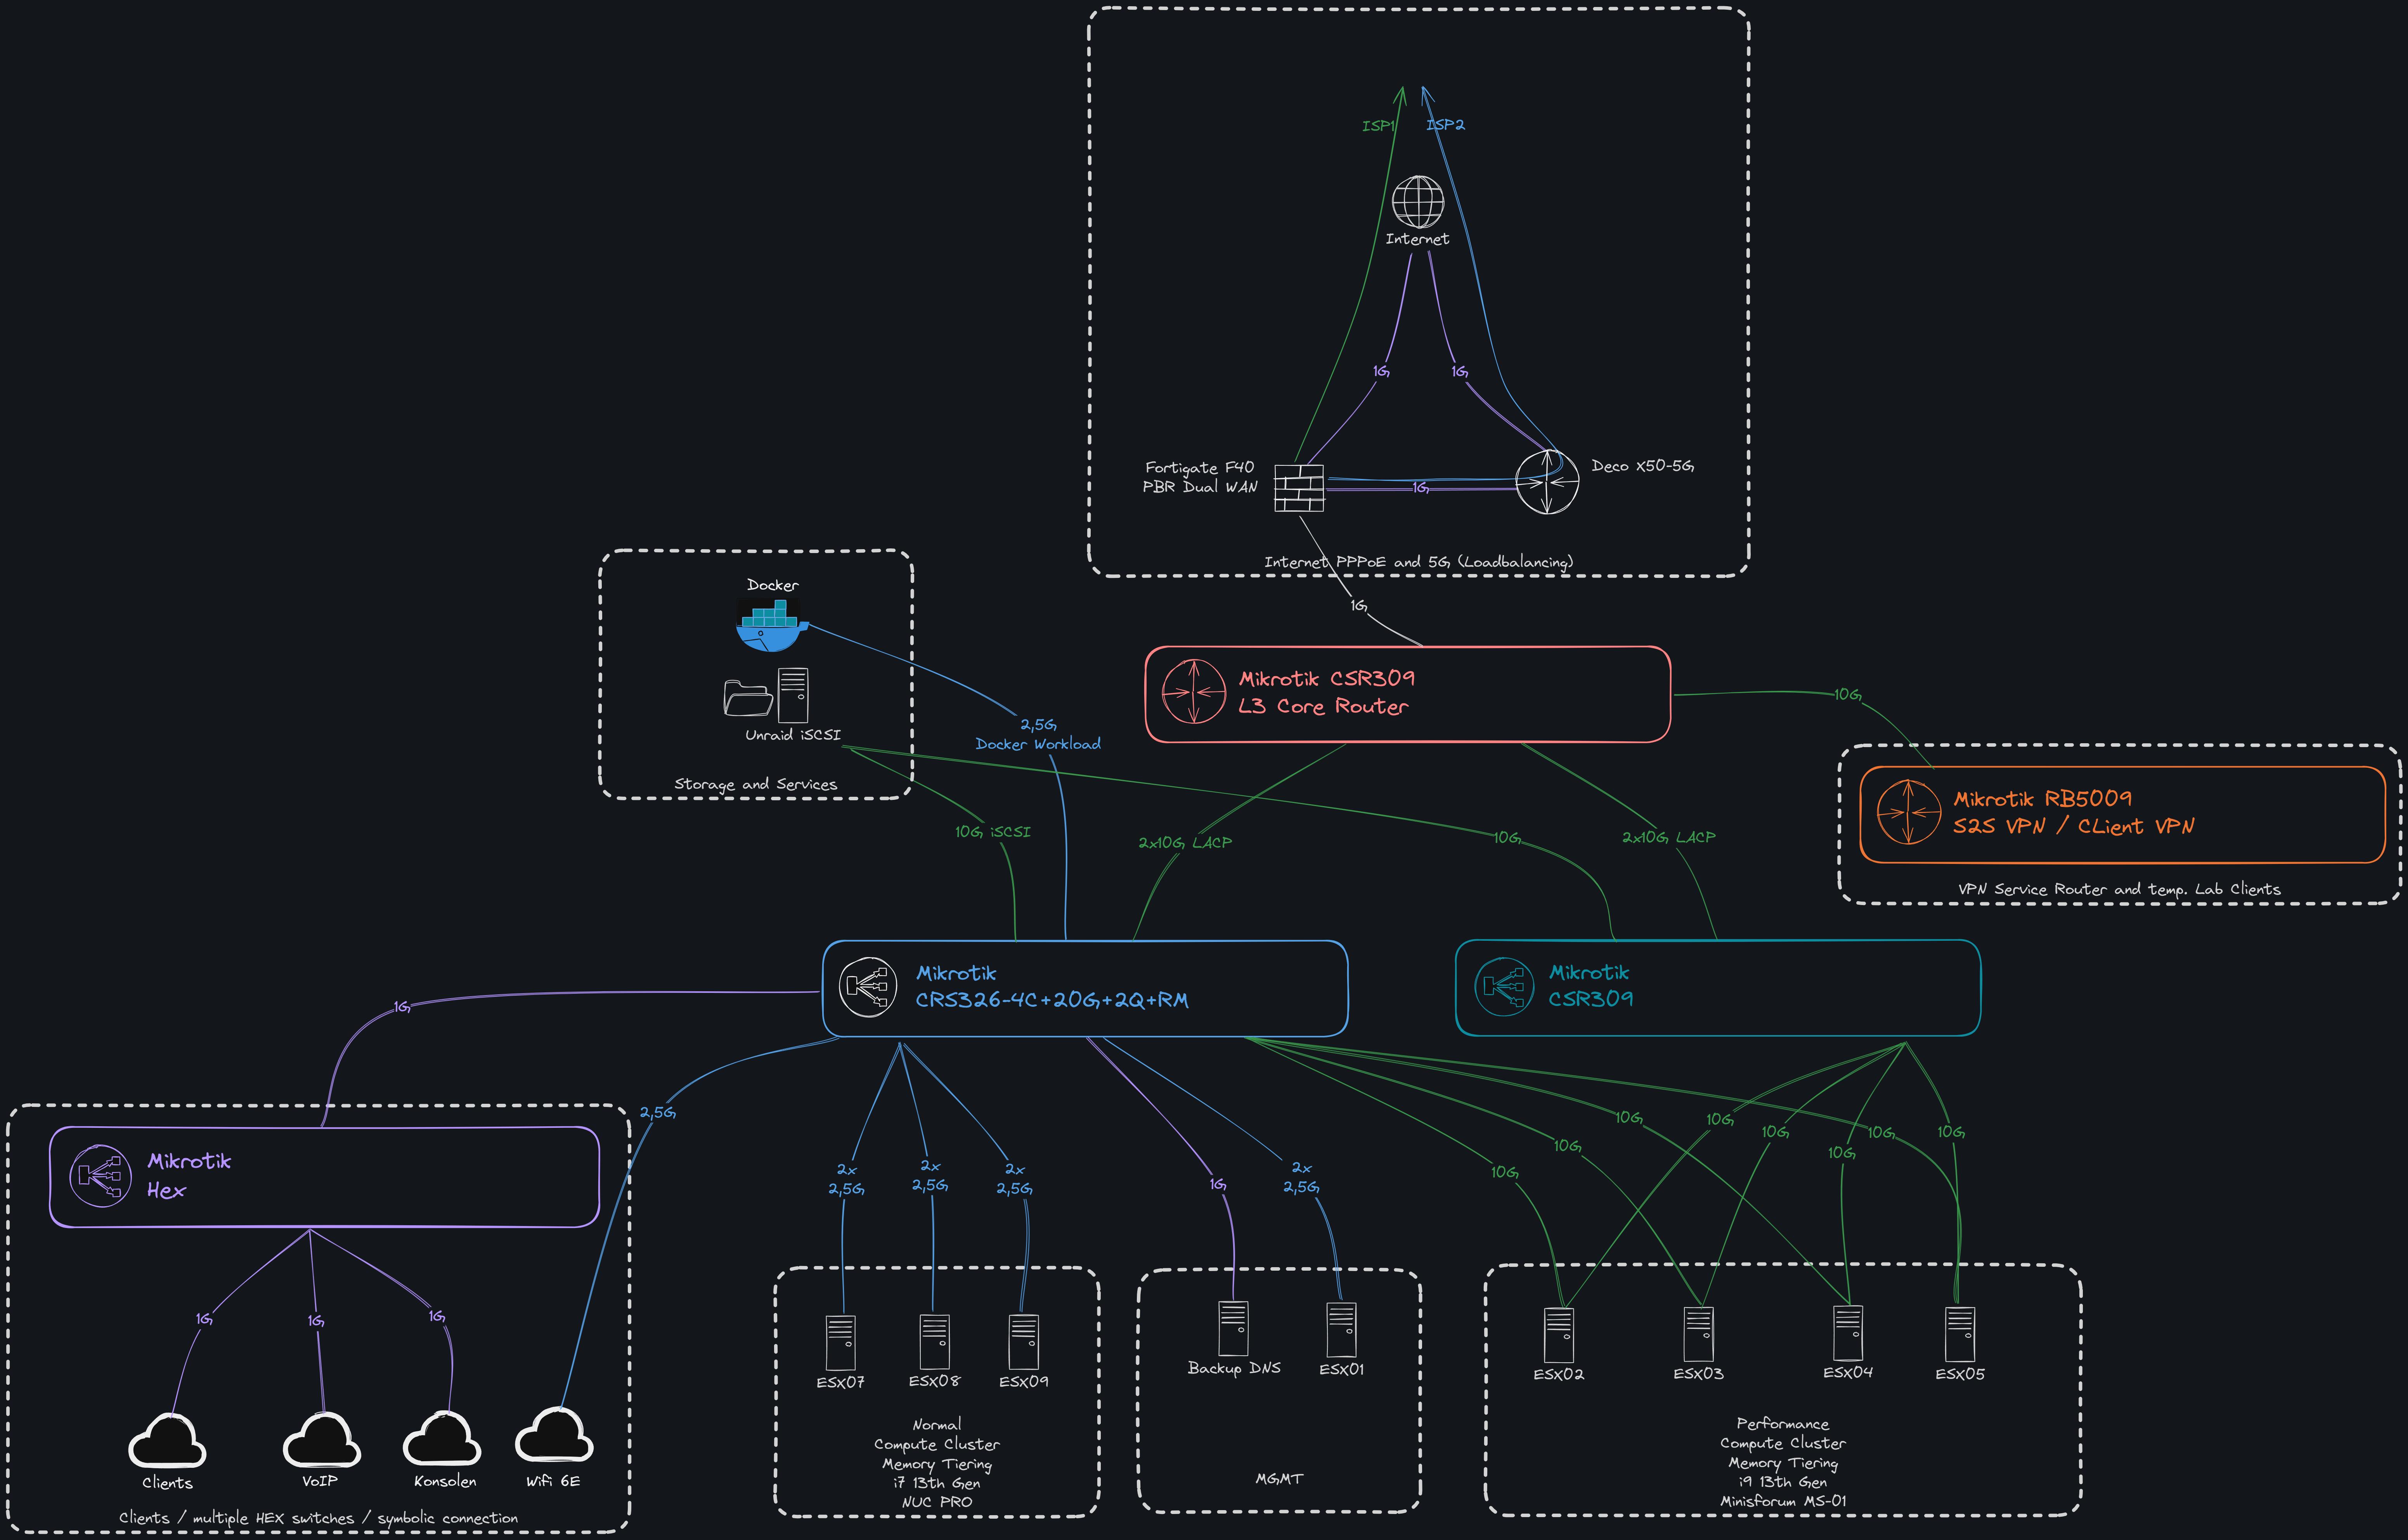 ISP1
ISP2
Internet
1G
1G
Fortigate F40
PBR Dual WAN
1G
Deco X50-5G
Internet PPPoE and 5G (Loadbalancing)
1G
Docker
Unraid iSCSI
Storage and Services
2,5G
Docker Workload
Mikrotik CSR309
L3 Core Router
10G
Mikrotik RB5009
S2S VPN / CLient VPN
VPN Service Router and temp. Lab Clients
10G iSCSI
2x10G LACP
10G
2x10G LACP
Mikrotik
CRS326-4C+20G+2Q+RM
Mikrotik
CSR309
1G
2,5G
Mikrotik
Hex
1G
1G
1G
Clients
VoIP
Konsolen
Wifi 6E
Clients / multiple HEX switches / symbolic connection
2x
2,5G
2x
2,5G
2x
2,5G
ESX07
ESX08
ESX09
Normal
Compute Cluster
Memory Tiering
i7 13th Gen
NUC PRO
1G
2x
2,5G
Backup DNS
ESX01
MGMT
10G
10G
10G
10G
10G
10G
10G
10G
ESX02
ESX03
ESX04
ESX05
Performance
Compute Cluster
Memory Tiering
i9 13th Gen
Minisforum MS-01